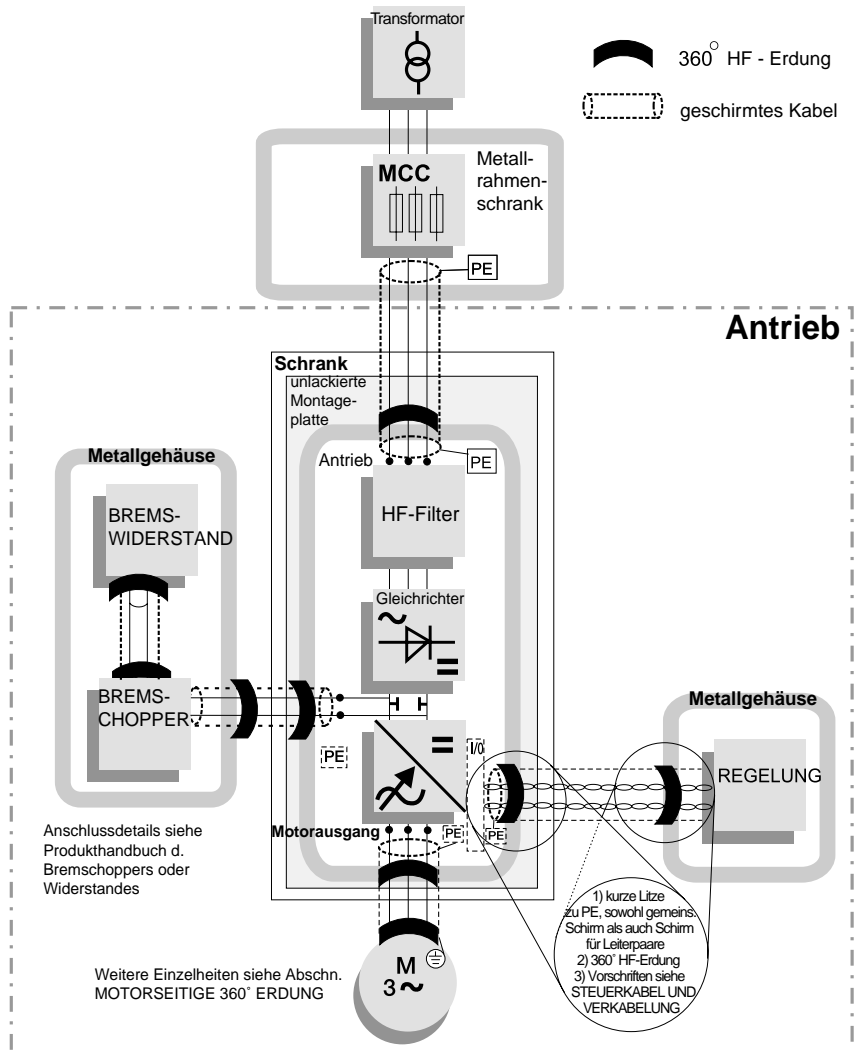 Transformator
360° HF - Erdung
geschirmtes Kabel
MCC
Metall-
rahmen-
schrank
PE
Antrieb
Schrank
unlackierte
Montage-
platte
Antrieb
PE
HF-Filter
Metallgehäuse
BREMS-
WIDERSTAND
Gleichrichter
BREMS-
CHOPPER
PE
I/0
Metallgehäuse
REGELUNG
Motorausgang
PE
PE
Anschlussdetails siehe
Produkthandbuch d.
Bremschoppers oder
Widerstandes
1) kurze Litze
zu PE, sowohl gemeins.
Schirm als auch Schirm
für Leiterpaare
2) 360° HF-Erdung
3) Vorschriften siehe
STEUERKABEL UND
VERKABELUNG
M
3~
Weitere Einzelheiten siehe Abschn.
MOTORSEITIGE 360° ERDUNG